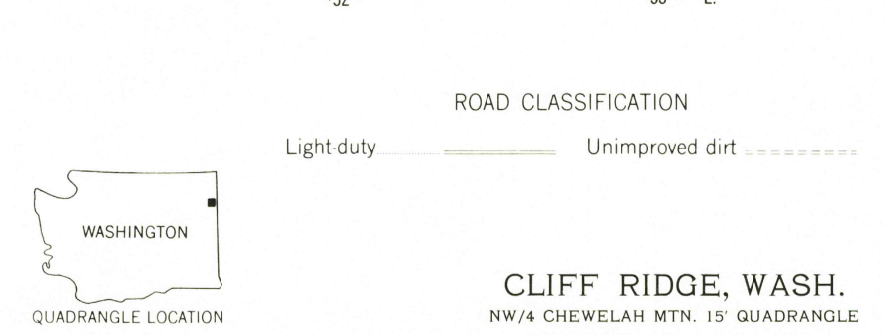 ROAD CLASSIFICATION
Light-duty Unimproved dirt
WASHINGTON
QUADRANGLE LOCATION
CLIFF RIDGE, WASH.
NW/4 CHEWELAH MTN. 15' QUADRANGLE